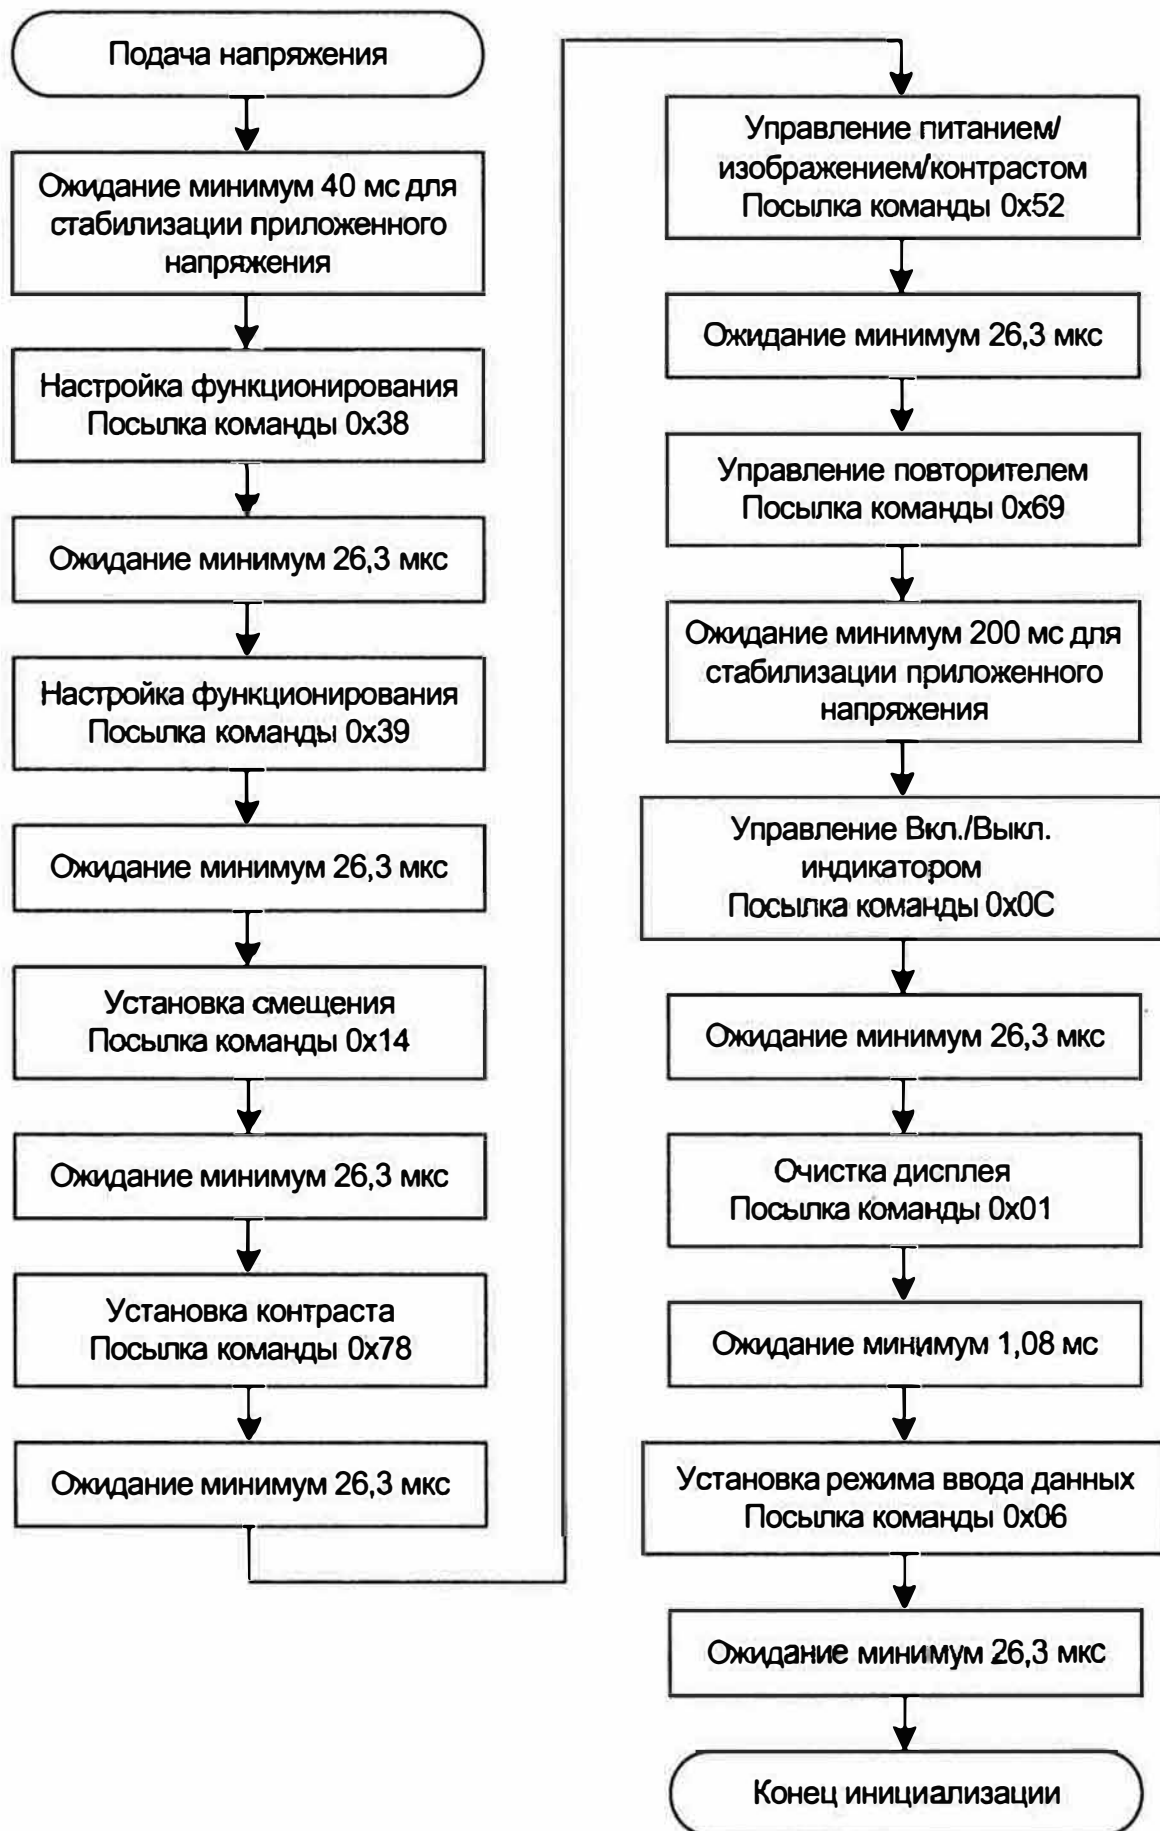 Подача напряжения
Ожидание минимум 40 мс для
стабилизации приложенного
напряжения
Настройка функционирования
Посылка команды 0x38
Ожидание минимум 26,3 мкс
Настройка функционирования
Посылка команды 0x39
Ожидание минимум 26,3 мкс
Установка смещения
Посылка команды 0x14
Ожидание минимум 26,3 мкс
Установка контраста
Посылка команды 0x78
Ожидание минимум 26,3 мкс
Управление питанием/
изображением/контрастом
Посылка команды 0x52
Ожидание минимум 26,3 мкс
Управление повторителем
Посылка команды 0x69
Ожидание минимум 200 мс для
стабилизации приложенного
напряжения
Управление Вкл./Выкл.
индикатором
Посылка команды 0x0C
Ожидание минимум 26,3 мкс
Очистка дисплея
Посылка команды 0x01
Ожидание минимум 1,08 мс
Установка режима ввода данных
Посылка команды 0x06
Ожидание минимум 26,3 мкс
Конец инициализации